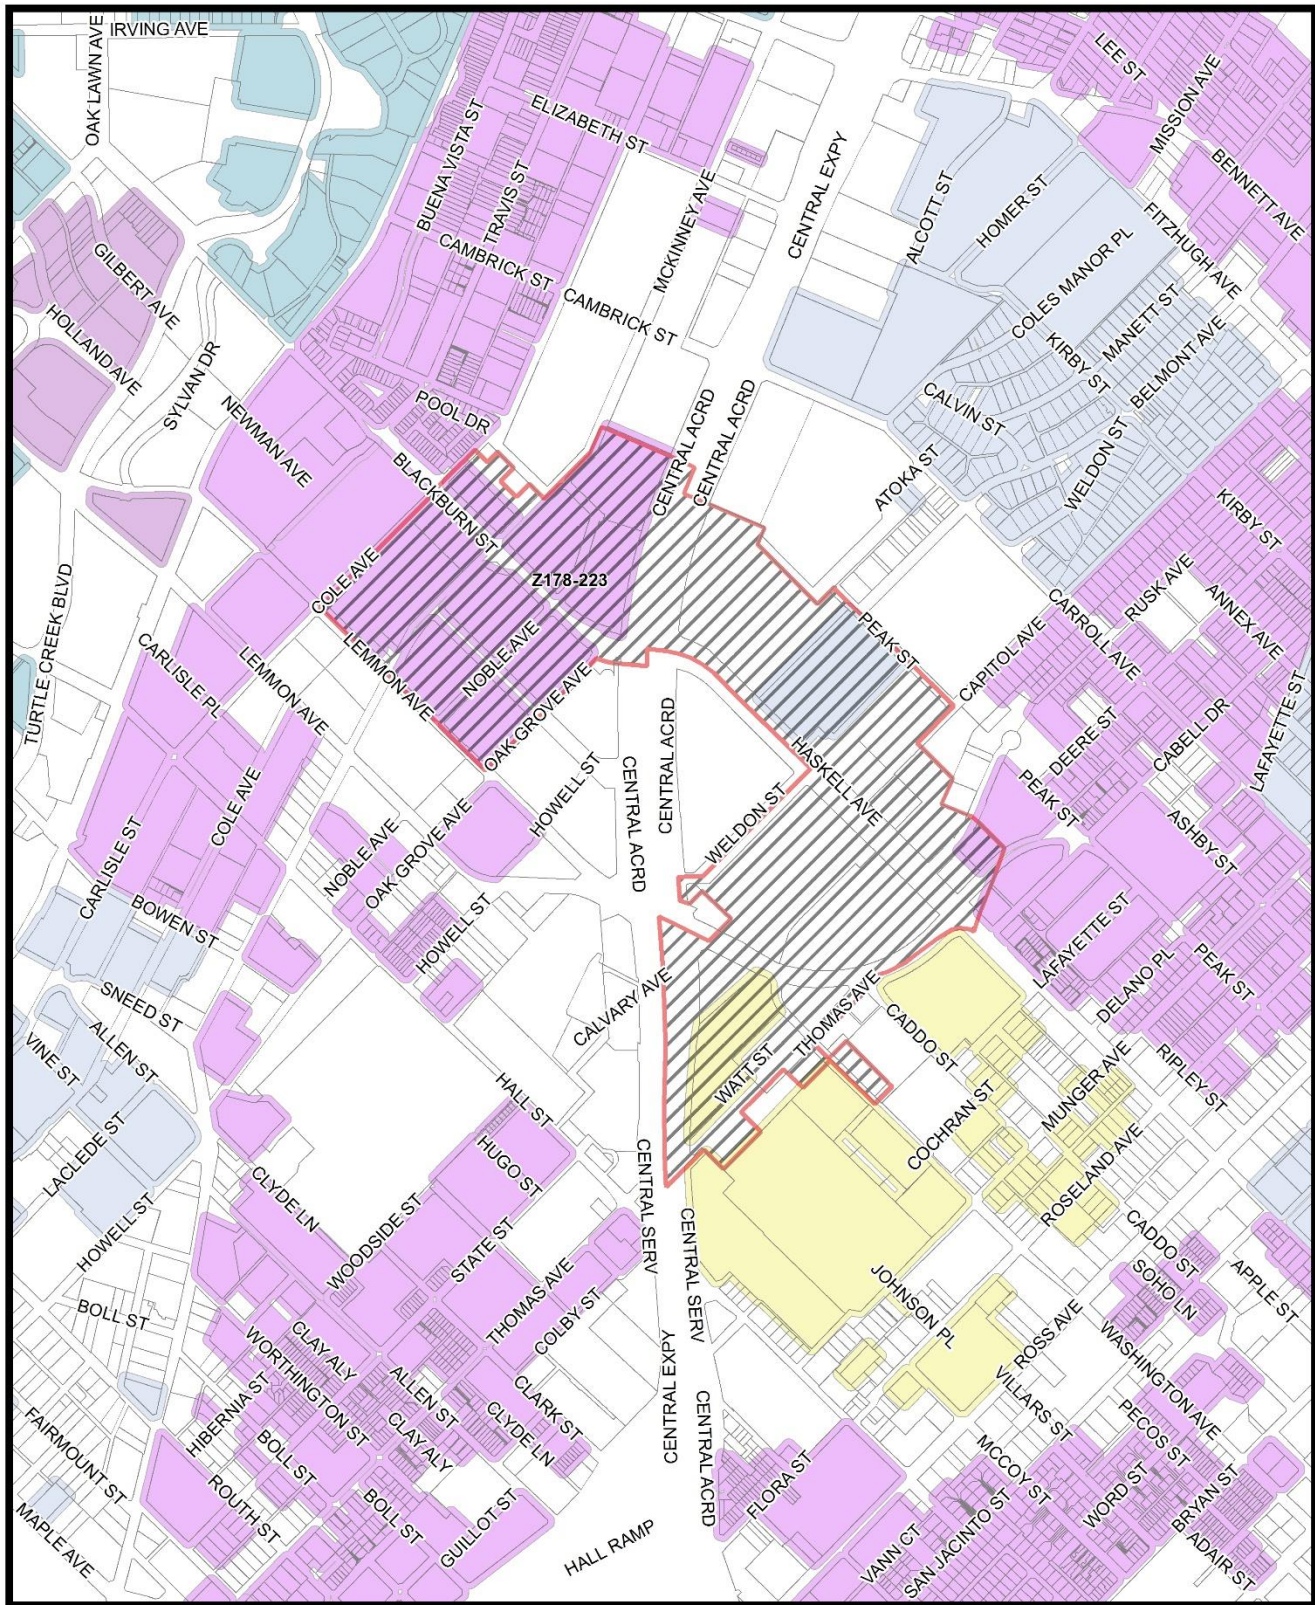 IRVING AVE
OAK LAWN AVE
LEE ST
MISSION AVE
ELIZABETH ST
BUENA VISTA ST
TRAVIS ST
BENNETT AVE
CENTRAL EXPY
ALCOTT ST
HOMER ST
FITZHUGH AVE
MCKINNEY AVE
CAMBRICK ST
CAMBRICK ST
GILBERT AVE
HOLLAND AVE
SYLVAN DR
COLES MANOR PL
MANETT ST
KIRBY ST
BELMONT AVE
CALVIN ST
NEWMAN AVE
POOL DR
CENTRAL ACRD
CENTRAL ACRD
WELDON ST
ATOKA ST
BLACKBURN ST
KIRBY ST
Z178-223
COLE AVE
RUSK AVE
ANNEX AVE
CARROLL AVE
PEAK ST
CAPITOL AVE
TURTLE CREEK BLVD
CARLISLE PL
LEMMON AVE
LEMMON AVE
NOBLE AVE
OAK GROVE AVE
LAFAYETTE ST
CABELL DR
DEERE ST
PEAK ST
CENTRAL ACRD
CENTRAL ACRD
HASKELL AVE
HOWELL ST
COLE AVE
WELDON ST
ASHBY ST
NOBLE AVE
OAK GROVE AVE
CARLISLE ST
BOWEN ST
HOWELL ST
LAFAYETTE ST
DELANO PL
PEAK ST
SNEED ST
CALVARY AVE
THOMAS AVE
CADDO ST
ALLEN ST
VINE ST
WATT ST
MUNGER AVE
RIPLEY ST
HALL ST
COCHRAN ST
LACLEDE ST
HUGO ST
CENTRAL SERV
ROSELAND AVE
CLYDE LN
HOWELL ST
WOODSIDE ST
STATE ST
CENTRAL SERV
CADDO ST
SOHO LN
APPLE ST
THOMAS AVE
COLBY ST
JOHNSON PL
BOLL ST
ROSS AVE
WASHINGTON AVE
CLAY ALY
WORTHINGTON ST
ALLEN ST
CLARK ST
CENTRAL EXPY
CENTRAL ACRD
VILLARS ST
HIBERNIA ST
CLAY ALY
CLYDE LN
PECOS ST
FAIRMOUNT ST
BOLL ST
MCCOY ST
WORD ST
BRYAN ST
FLORA ST
ROUTH ST
BOLL ST
GUILLOT ST
SAN JACINTO ST
ADAIR ST
MAPLE AVE
HALL RAMP
VANN CT